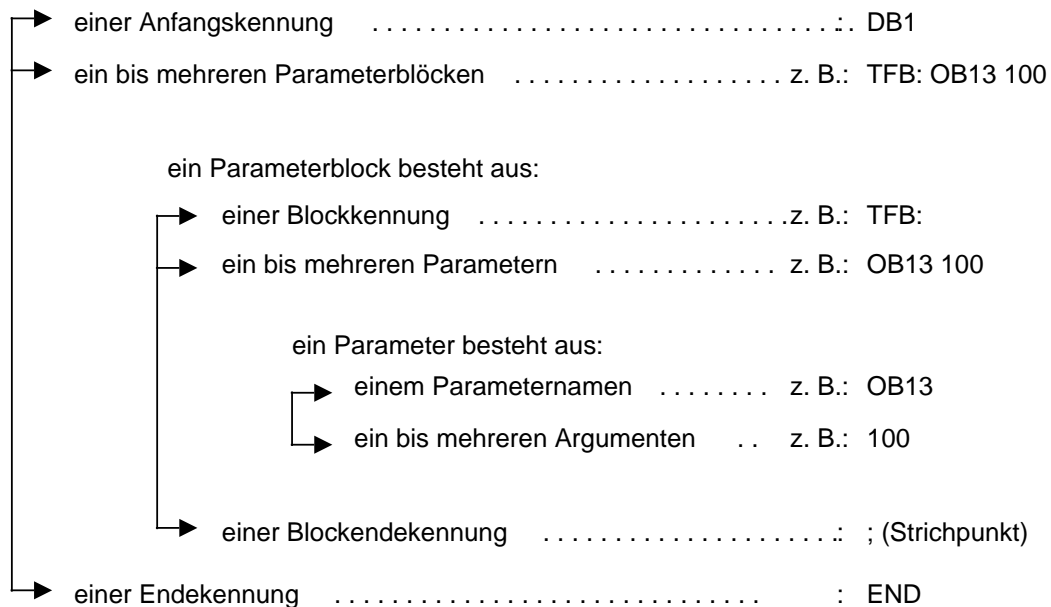 einer Anfangskennung . . . . . . . . . . . . . . . . . . . . . . . . . . . . . . . . . .: . DB1
ein bis mehreren Parameterblöcken . . . . . . . . . . . . . . . . . . . z. B.: TFB: OB13 100
ein Parameterblock besteht aus:
einer Blockkennung . . . . . . . . . . . . . . . . . . . . . . z. B.: TFB:
ein bis mehreren Parametern . . . . . . . . . . . . . z. B.: OB13 100
ein Parameter besteht aus:
einem Parameternamen . . . . . . . . z. B.: OB13
ein bis mehreren Argumenten . . z. B.: 100
einer Blockendekennung . . . . . . . . . . . . . . . . . . . . . .: ; (Strichpunkt)
einer Endekennung . . . . . . . . . . . . . . . . . . . . . . . . . . . . . . : END